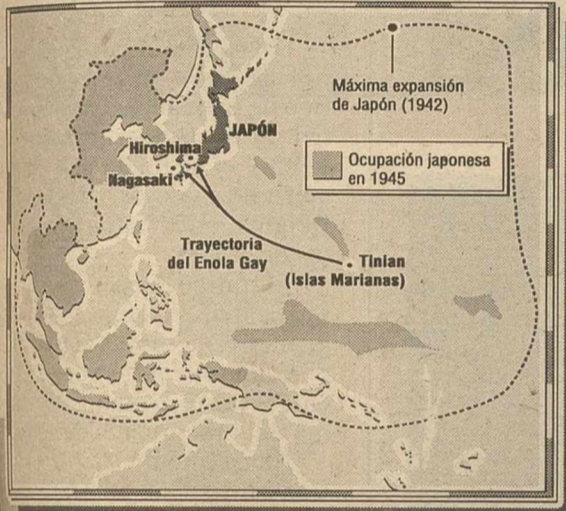 Máxima expansión
de Japón (1942)
JAPÓN
Hiroshima
Nagasaki
Ocupación japonesa
en 1945
Trayectoria
del Enola Gay
Tinian
(Islas Marianas)